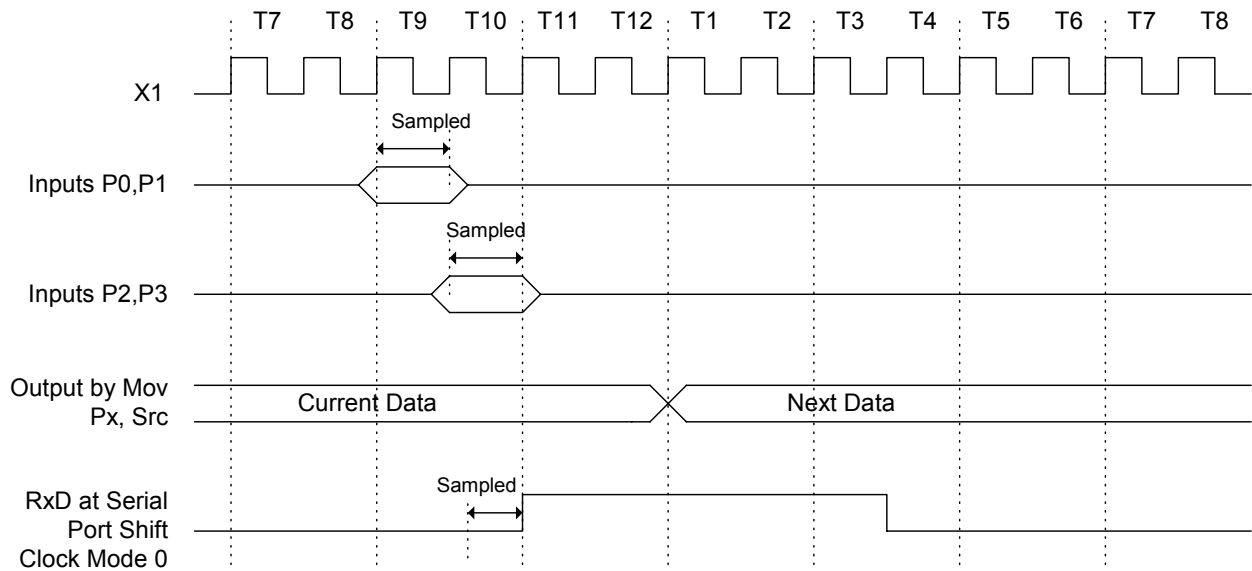 T7 T8 T9 T10 T11 T12 T1 T2 T3 T4 T5 T6 T7 T8
X1
Sampled
Inputs P0,P1
Sampled
Inputs P2,P3
Output by Mov
Px, Src
Current Data
Next Data
Sampled
RxD at Serial
Port Shift
Clock Mode 0